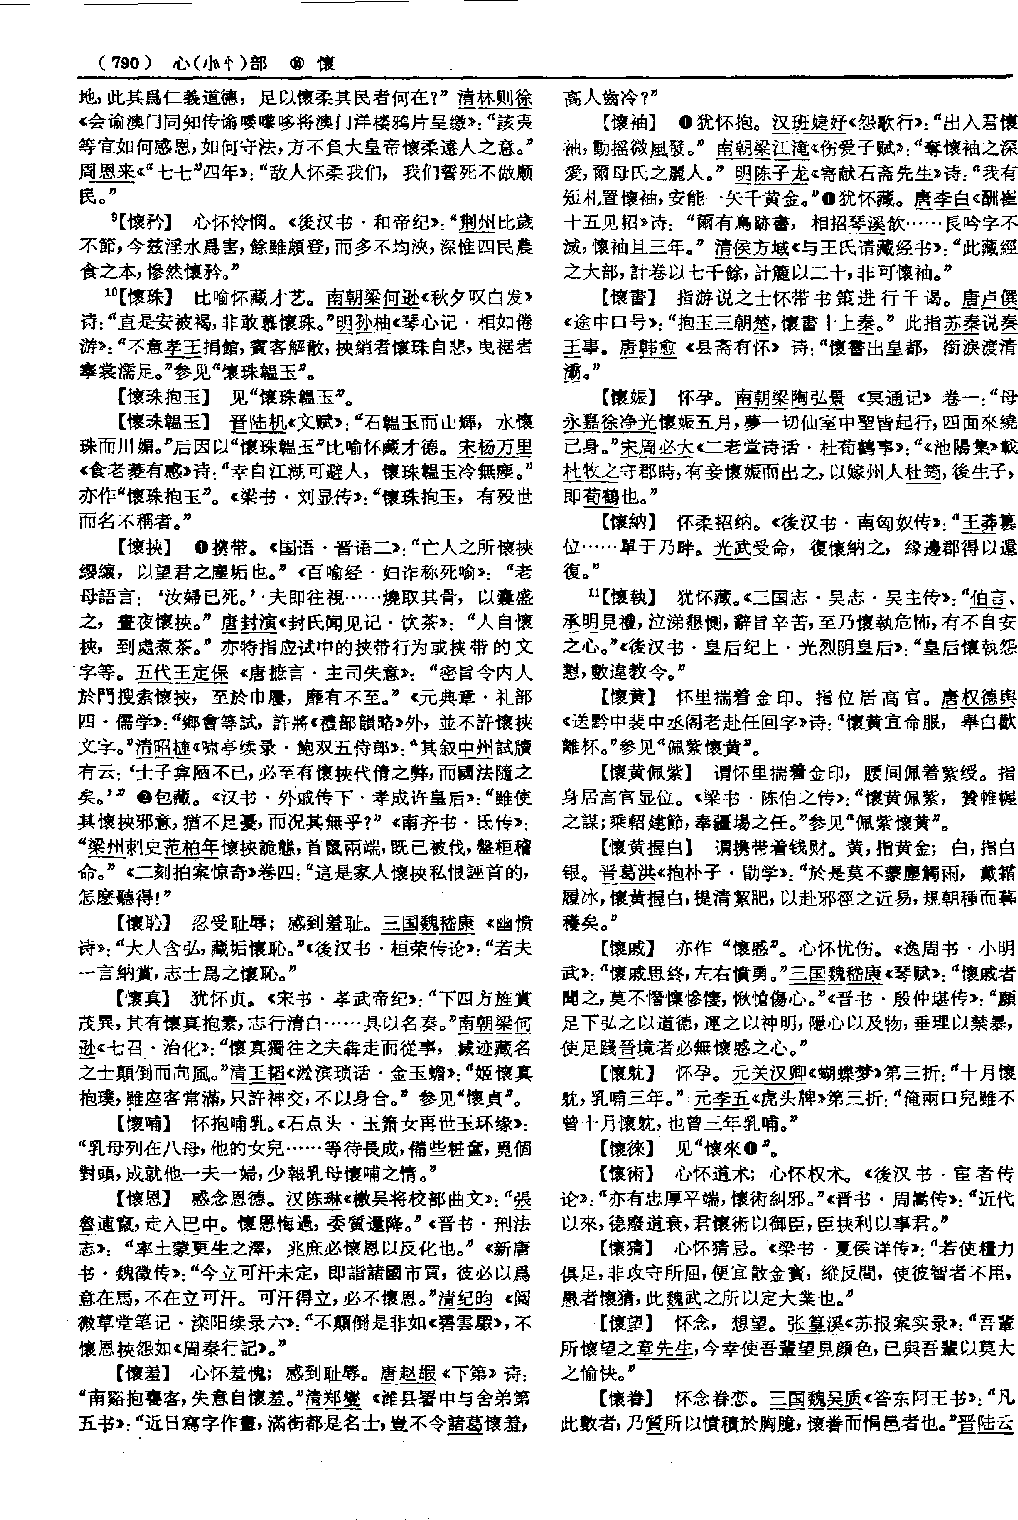 （790） 心(小忄)部 ⑯ 懷
地，此其爲仁義道德，足以懷柔其民者何在？”清林则徐
《会谕澳门同知传谕喽嚟哆将澳门洋楼鸦片呈缴》：“該夷
等宜如何感恩，如何守法，方不負大皇帝懷柔遠人之意。”
周恩来《“七七”四年》：“敌人怀柔我们，我们誓死不做顺
民。”
9【懷矜】 心怀怜悯。《後汉书·和帝纪》：“荆州比歲
不節，今兹淫水爲害，餘雖頗登，而多不均浹，深惟四民農
食之本，慘然懷矜。”
10【懷珠】 比喻怀藏才艺。南朝梁何逊《秋夕叹白发》
诗：“直是安被褐，非敢慕懷珠。”明孙柚《琴心记·相如倦
游》：“不意孝王捐館，賓客解散，挾綃者懷珠自悲，曳裾者
搴裳濡足。”参见“懷珠韞玉”。
【懷珠抱玉】 见“懷珠韞玉”。
【懷珠韞玉】 晋陆机《文赋》：“石韞玉而山輝，水懷
珠而川媚。”后因以“懷珠韞玉”比喻怀藏才德。宋杨万里
《食老菱有感》诗：“幸自江湖可避人，懷珠韞玉冷無塵。”
亦作“懷珠抱玉”。《梁书·刘显传》：“懷珠抱玉，有殁世
而名不稱者。”
【懷挾】 ❶携带。《国语·晋语二》：“亡人之所懷挾
纓纕，以望君之塵垢也。”《百喻经·妇诈称死喻》：“老
母語言：‘汝婦已死。’夫即往視……燒取其骨，以囊盛
之，晝夜懷挾。”唐封演《封氏闻见记·饮茶》：“人自懷
挾，到處煮茶。”亦特指应试中的挟带行为或挟带的文
字等。五代王定保《唐摭言·主司失意》：“密旨令内人
於門搜索懷挾，至於巾屨，靡有不至。”《元典章·礼部
四·儒学》：“鄉會等試，許將《禮部韻略》外，並不許懷挾
文字。”清昭梿《啸亭续录·鲍双五侍郎》：“其叙中州試牘
有云：‘士子弇陋不已，必至有懷挾代倩之弊，而國法隨之
矣。’” ❷包藏。《汉书·外戚传下·孝成许皇后》：“雖使
其懷挾邪意，猶不足憂，而况其無乎？”《南齐书·氐传》：
“梁州刺史范柏年懷挾詭態，首鼠兩端，既已被伐，盤桓稽
命。”《二刻拍案惊奇》卷四：“這是家人懷挾私恨誣首的，
怎麽聽得！”
【懷恥】 忍受耻辱；感到羞耻。三国魏嵇康《幽愤
诗》：“大人含弘，藏垢懷恥。”《後汉书·桓荣传论》：“若夫
一言納賞，志士爲之懷恥。”
【懷真】 犹怀贞。《宋书·孝武帝纪》：“下四方旌賞
茂異，其有懷真抱素，志行清白……具以名奏。”南朝梁何
逊《七召·治化》：“懷真獨往之夫犇走而從事，滅迹藏名
之士顛倒而向風。”清王韬《淞滨琐话·金玉蟾》：“姬懷真
抱璞，雖座客常滿，只許神交，不以身合。”参见“懷貞”。
【懷哺】 怀抱哺乳。《石点头·玉箫女再世玉环缘》：
“乳母列在八母，他的女兒……等待長成，備些粧奩，覓個
對頭，成就他一夫一婦，少報乳母懷哺之情。”
【懷恩】 感念恩德。汉陈琳《檄吴将校部曲文》：“張
魯逋竄，走入巴中。懷恩悔過，委質還降。”《晋书·刑法
志》：“率土蒙更生之澤，兆庶必懷恩以反化也。”《新唐
书·魏徵传》：“今立可汗未定，即詣諸國市買，彼必以爲
意在馬，不在立可汗。可汗得立，必不懷恩。”清纪昀《阅
微草堂笔记·滦阳续录六》：“不顛倒是非如《碧雲騢》，不
懷恩挾怨如《周秦行記》。”
【懷羞】 心怀羞愧；感到耻辱。唐赵嘏《下第》诗：
“南谿抱甕客，失意自懷羞。”清郑燮《潍县署中与舍弟第
五书》：“近日寫字作畫，滿街都是名士，豈不令諸葛懷羞，
高人齒冷？”
【懷袖】 ❶犹怀抱。汉班婕妤《怨歌行》：“出入君懷
袖，動摇微風發。”南朝梁江淹《伤爱子赋》：“奪懷袖之深
愛，爾母氏之麗人。”明陈子龙《寄献石斋先生》诗：“我有
短札置懷袖，安能一矢千黄金。”❷犹怀藏。唐李白《酬崔
十五见招》诗：“爾有鳥跡書，相招琴溪飲……長吟字不
滅，懷袖且三年。”清侯方域《与王氏请藏经书》：“此藏經
之大部，計卷以七千餘，計麓以二十，非可懷袖。”
【懷書】 指游说之士怀带书策进行干谒。唐卢僎
《途中口号》：“抱玉三朝楚，懷書十上秦。”此指苏秦说秦
王事。唐韩愈《县斋有怀》诗：“懷書出皇都，銜淚渡清
灞。”
【懷娠】 怀孕。南朝梁陶弘景《冥通记》卷一：“母
永嘉徐净光懷娠五月，夢一切仙室中聖皆起行，四面來繞
己身。”宋周必大《二老堂诗话·杜荀鹤事》：“《池陽集》載
杜牧之守郡時，有妾懷娠而出之，以嫁州人杜筠，後生子，
即荀鶴也。”
【懷納】 怀柔招纳。《後汉书·南匈奴传》：“王莽篡
位……單于乃畔。光武受命，復懷納之，缘邊郡得以還
復。”
11【懷執】 犹怀藏。《三国志·吴志·吴主传》：“伯言、
承明見禮，泣涕懇惻，辭旨辛苦，至乃懷執危怖，有不自安
之心。”《後汉书·皇后纪上·光烈阴皇后》：“皇后懷執怨
懟，數違教令。”
【懷黄】 怀里揣着金印。指位居高官。唐权德舆
《送黔中裴中丞阁老赴任回字》诗：“懷黄宜命服，舉白歡
離杯。”参见“佩紫懷黄”。
【懷黄佩紫】 谓怀里揣着金印，腰间佩着紫绶。指
身居高官显位。《梁书·陈伯之传》：“懷黄佩紫，贊帷幄
之謀；乘軺建節，奉疆埸之任。”参见“佩紫懷黄”。
【懷黄握白】 谓携带着钱财。黄，指黄金；白，指白
银。晋葛洪《抱朴子·勖学》：“於是莫不蒙塵觸雨，戴霜
履冰，懷黄握白，提清絜肥，以赴邪徑之近易，規朝種而暮
穫矣。”
【懷戚】 亦作“懷慼”。心怀忧伤。《逸周书·小明
武》：“懷戚思終，左右憤勇。”三国魏嵇康《琴赋》：“懷戚者
聞之，莫不憯懍慘悽，愀愴傷心。”《晋书·殷仲堪传》：“願
足下弘之以道德，運之以神明，隱心以及物，垂理以禁暴，
使足踐晉境者必無懷慼之心。”
【懷躭】 怀孕。元关汉卿《蝴蝶梦》第三折：“十月懷
躭，乳哺三年。”元李五《虎头牌》第三折：“俺兩口兒雖不
曾十月懷躭，也曾三年乳哺。”
【懷徠】 见“懷來❶”。
【懷術】 心怀道术；心怀权术。《後汉书·宦者传
论》：“亦有忠厚平端，懷術糾邪。”《晋书·周嵩传》：“近代
以來，德廢道衰，君懷術以御臣，臣挾利以事君。”
【懷猜】 心怀猜忌。《梁书·夏侯详传》：“若使糧力
俱足，非攻守所屈，便宜散金寶，縱反間，使彼智者不用，
愚者懷猜，此魏武之所以定大業也。”
【懷望】 怀念，想望。张篁溪《苏报案实录》：“吾輩
所懷望之章先生，今幸使吾輩望見顔色，已與吾輩以莫大
之愉快。”
【懷眷】 怀念眷恋。三国魏吴质《答东阿王书》：“凡
此數者，乃質所以憤積於胸臆，懷眷而悁邑者也。”晋陆云